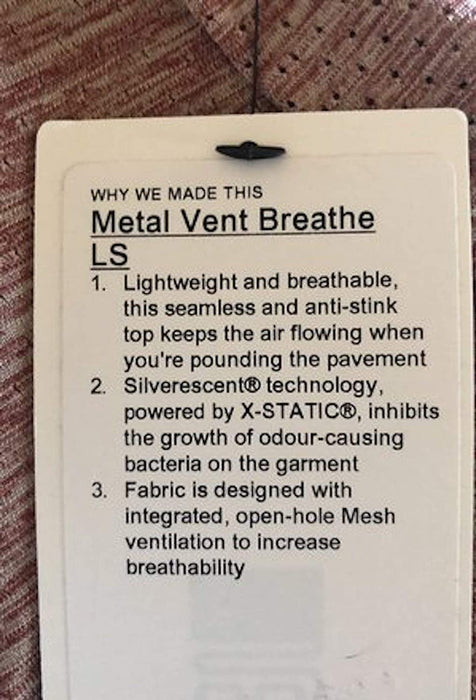 WHY WE MADE THIS
Metal Vent Breathe
LS
1. Lightweight and breathable,
this seamless and anti-stink
top keeps the air flowing when
you're pounding the pavement
2. Silverescent® technology,
powered by X-STATIC®, inhibits
the growth of odour-causing
bacteria on the garment
3. Fabric is designed with
integrated, open-hole Mesh
ventilation to increase
breathability